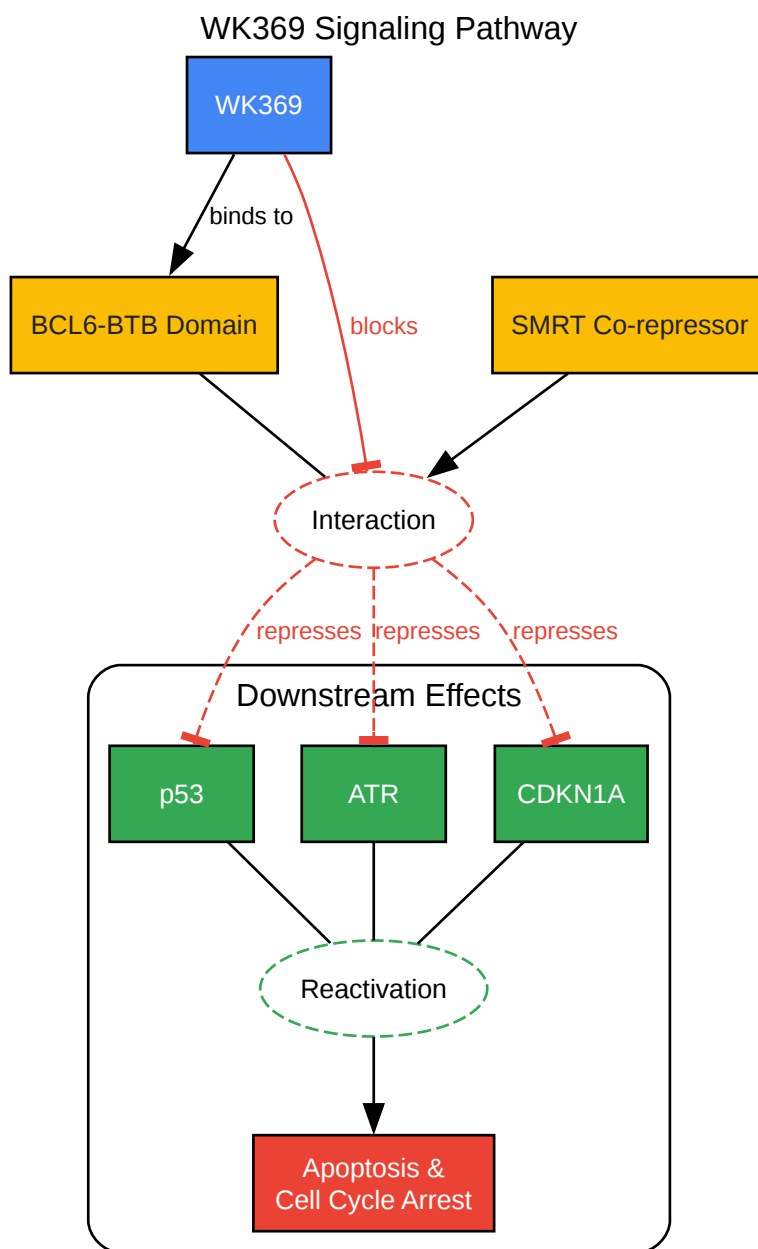 WK369 Signaling Pathway
WK369
binds to
BCL6-BTB Domain
blocks
SMRT Co-repressor
Interaction
represses
represses
represses
Downstream Effects
p53
ATR
CDKN1A
Reactivation
Apoptosis &
Cell Cycle Arrest